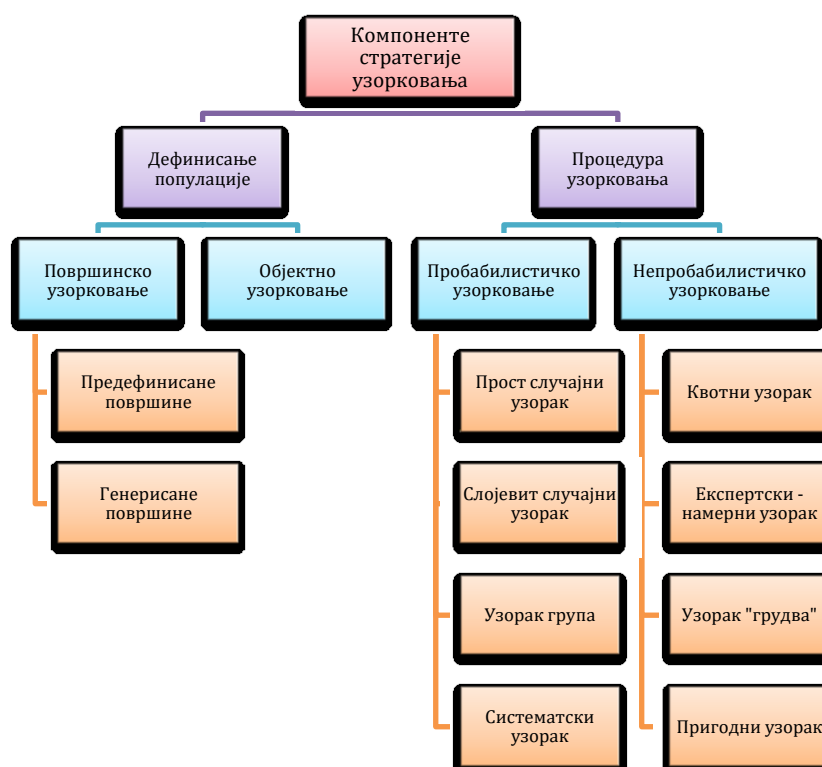 Компоненте
стратегије
узорковања
Дефинисање
популације
Процедура
узорковања
Површинско
узорковање
Објектно
узорковање
Пробабилистичко
узорковање
Непробабилистичко
узорковање
Предефинисане
површине
Генерисане
површине
Прост случајни
узорак
Слојевит случајни
узорак
Узорак група
Систематски
узорак
Квотни узорак
Експертски -
намерни узорак
Узорак "грудва"
Пригодни узорак